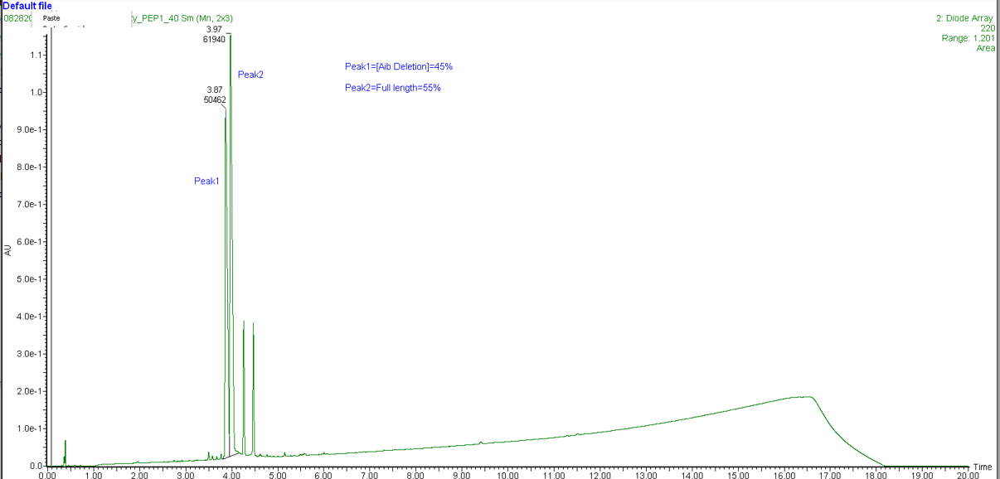 Default file
08282
Paste
y_PEP1_40 Sm (Mn, 2x3)
2: Diode Array
220
Range: 1.201
Area
3.97
61940
Peak2
Peak1=[Aib Deletion]=45%
Peak2=Full length=55%
3.87
50462
Peak1
AU
1.1
1.0
9.0e-1
8.0e-1
7.0e-1
6.0e-1
5.0e-1
4.0e-1
3.0e-1
2.0e-1
1.0e-1
0.0
0.00 1.00 2.00 3.00 4.00 5.00 6.00 7.00 8.00 9.00 10.00 11.00 12.00 13.00 14.00 15.00 16.00 17.00 18.00 19.00 20.00
Time